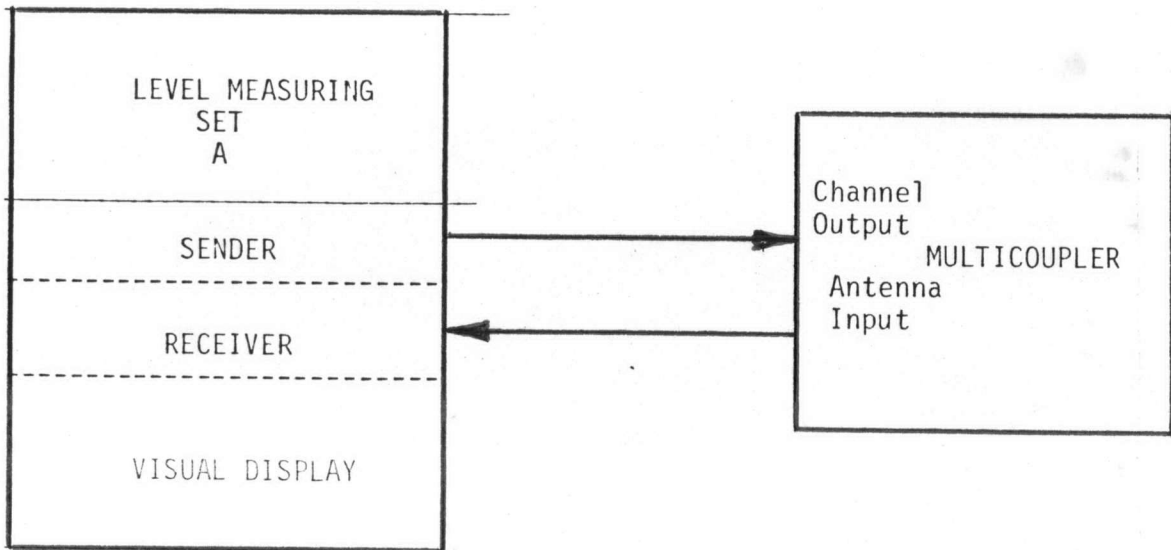 LEVEL MEASURING
SET
A
SENDER
RECEIVER
VISUAL DISPLAY
Channel
Output
MULTICOUPLER
Antenna
Input